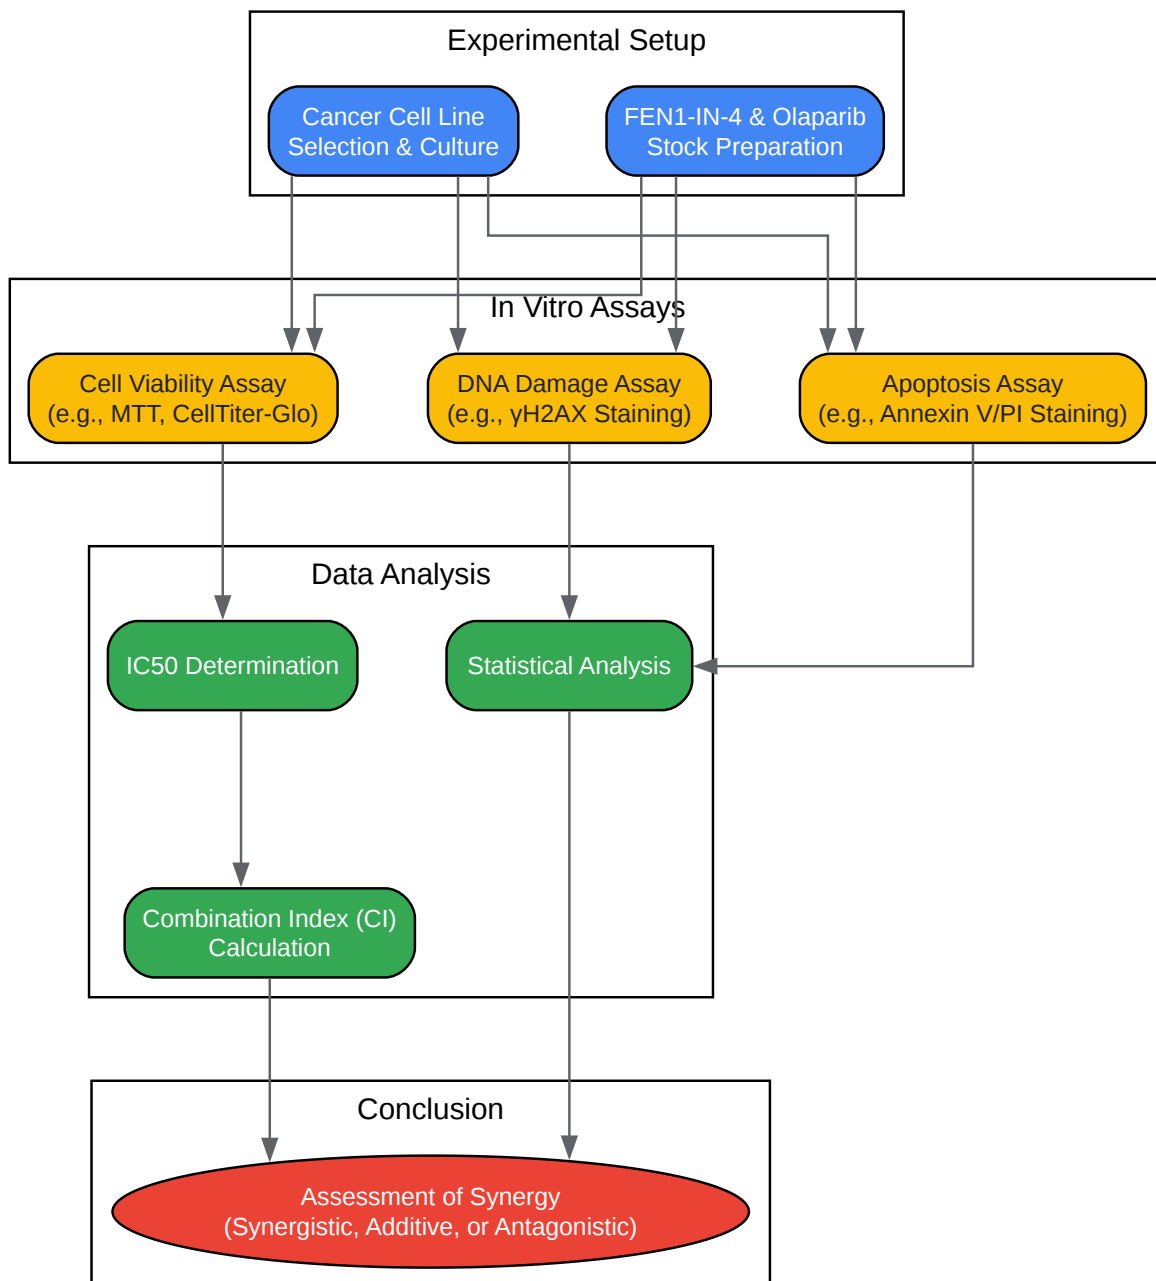 Experimental Setup
Cancer Cell Line
Selection & Culture
FEN1-IN-4 & Olaparib
Stock Preparation
In Vitro Assays
Cell Viability Assay
(e.g., MTT, CellTiter-Glo)
DNA Damage Assay
(e.g., γH2AX Staining)
Apoptosis Assay
(e.g., Annexin V/PI Staining)
Data Analysis
IC50 Determination
Statistical Analysis
Combination Index (CI)
Calculation
Conclusion
Assessment of Synergy
(Synergistic, Additive, or Antagonistic)